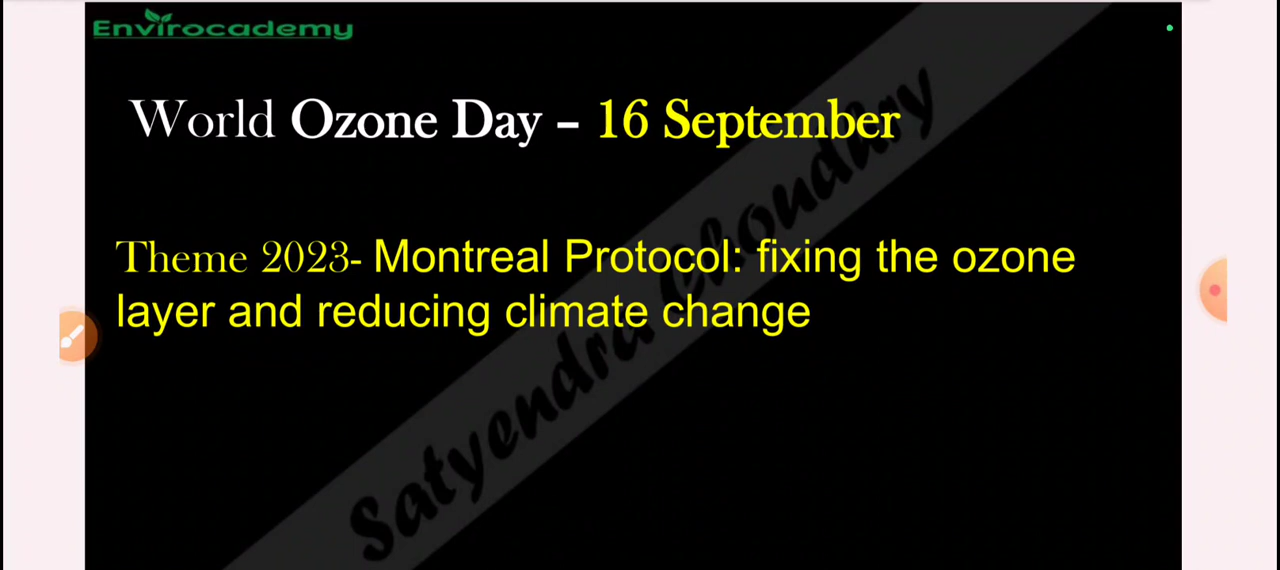 Envirocademy
World Ozone Day – 16 September
Theme 2023- Montreal Protocol: fixing the ozone
layer and reducing climate change
Satyendra Choudhary